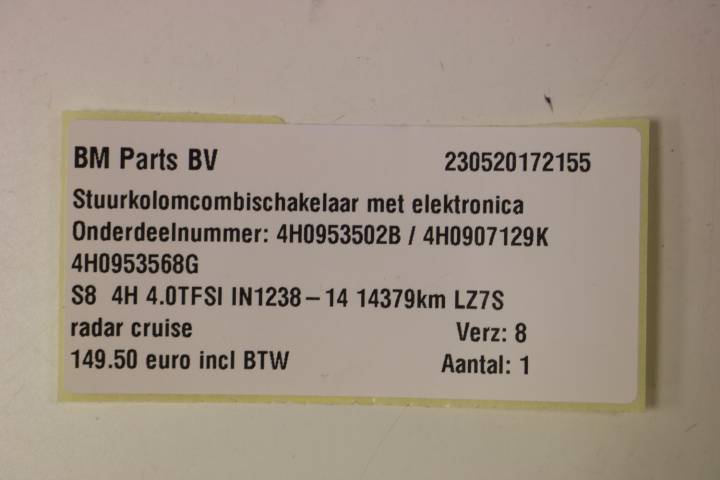 BM Parts BV 230520172155
Stuurkolomcombischakelaar met elektronica
Onderdeelnummer: 4H0953502B / 4H0907129K
4H0953568G
S8 4H 4.0TFSI IN1238 – 14 14379km LZ7S
radar cruise Verz: 8
149.50 euro incl BTW Aantal: 1